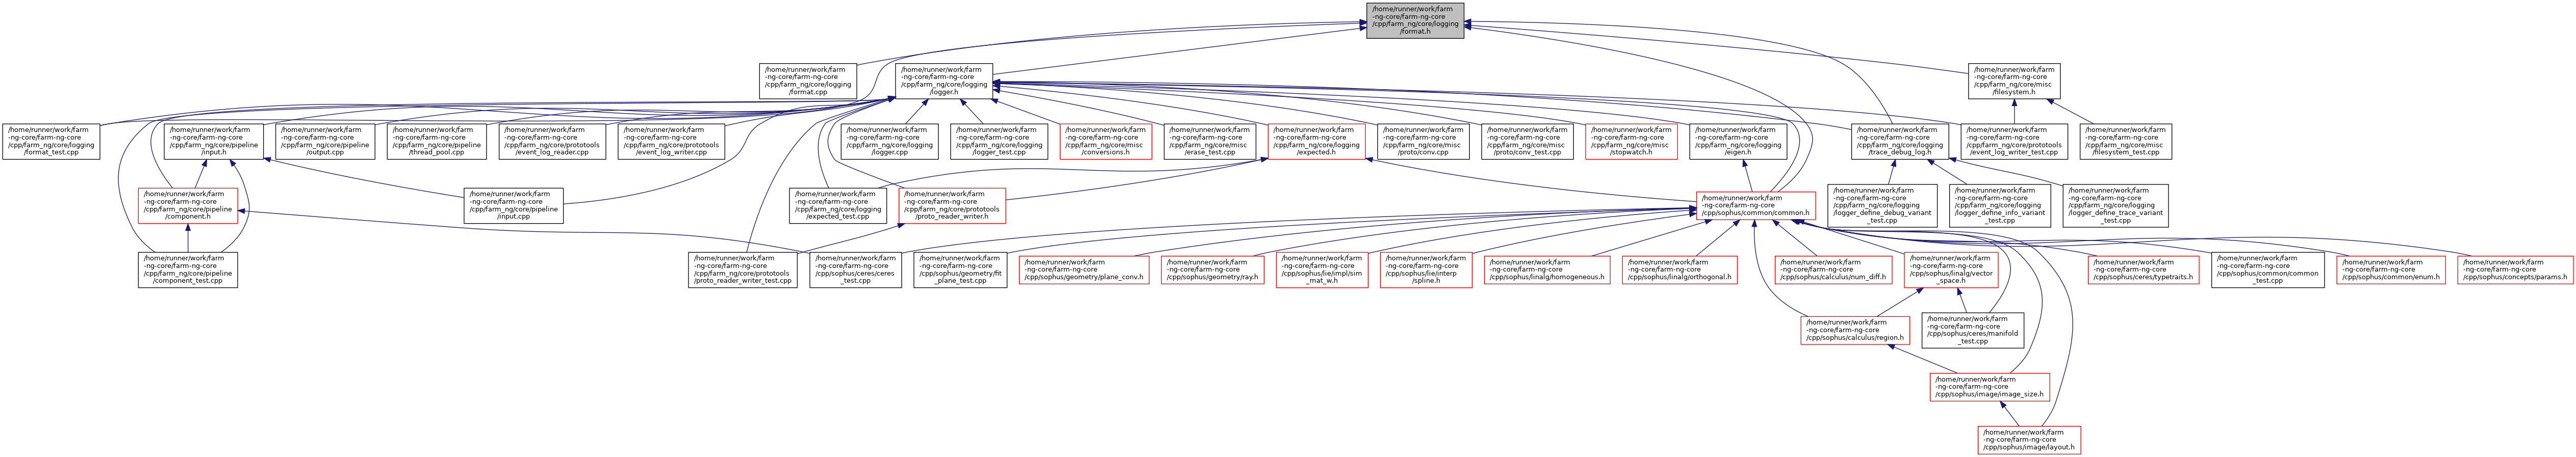 /home/runner/work/farm
-ng-core/farm-ng-core
/cpp/farm_ng/core/logging
/format.h
/home/runner/work/farm
-ng-core/farm-ng-core
/cpp/farm_ng/core/logging
/format.cpp
/home/runner/work/farm
-ng-core/farm-ng-core
/cpp/farm_ng/core/logging
/logger.h
/home/runner/work/farm
-ng-core/farm-ng-core
/cpp/farm_ng/core/misc
/filesystem.h
/home/runner/work/farm
-ng-core/farm-ng-core
/cpp/farm_ng/core/logging
/format_test.cpp
/home/runner/work/farm
-ng-core/farm-ng-core
/cpp/farm_ng/core/pipeline
/input.h
/home/runner/work/farm
-ng-core/farm-ng-core
/cpp/farm_ng/core/pipeline
/output.cpp
/home/runner/work/farm
-ng-core/farm-ng-core
/cpp/farm_ng/core/pipeline
/thread_pool.cpp
/home/runner/work/farm
-ng-core/farm-ng-core
/cpp/farm_ng/core/prototools
/event_log_reader.cpp
/home/runner/work/farm
-ng-core/farm-ng-core
/cpp/farm_ng/core/prototools
/event_log_writer.cpp
/home/runner/work/farm
-ng-core/farm-ng-core
/cpp/farm_ng/core/logging
/logger.cpp
/home/runner/work/farm
-ng-core/farm-ng-core
/cpp/farm_ng/core/logging
/logger_test.cpp
/home/runner/work/farm
-ng-core/farm-ng-core
/cpp/farm_ng/core/misc
/conversions.h
/home/runner/work/farm
-ng-core/farm-ng-core
/cpp/farm_ng/core/misc
/erase_test.cpp
/home/runner/work/farm
-ng-core/farm-ng-core
/cpp/farm_ng/core/logging
/expected.h
/home/runner/work/farm
-ng-core/farm-ng-core
/cpp/farm_ng/core/misc
/proto/conv.cpp
/home/runner/work/farm
-ng-core/farm-ng-core
/cpp/farm_ng/core/misc
/proto/conv_test.cpp
/home/runner/work/farm
-ng-core/farm-ng-core
/cpp/farm_ng/core/misc
/stopwatch.h
/home/runner/work/farm
-ng-core/farm-ng-core
/cpp/farm_ng/core/logging
/eigen.h
/home/runner/work/farm
-ng-core/farm-ng-core
/cpp/farm_ng/core/logging
/trace_debug_log.h
/home/runner/work/farm
-ng-core/farm-ng-core
/cpp/farm_ng/core/prototools
/event_log_writer_test.cpp
/home/runner/work/farm
-ng-core/farm-ng-core
/cpp/farm_ng/core/misc
/filesystem_test.cpp
/home/runner/work/farm
-ng-core/farm-ng-core
/cpp/farm_ng/core/pipeline
/component.h
/home/runner/work/farm
-ng-core/farm-ng-core
/cpp/farm_ng/core/pipeline
/input.cpp
/home/runner/work/farm
-ng-core/farm-ng-core
/cpp/farm_ng/core/logging
/expected_test.cpp
/home/runner/work/farm
-ng-core/farm-ng-core
/cpp/farm_ng/core/prototools
/proto_reader_writer.h
/home/runner/work/farm
-ng-core/farm-ng-core
/cpp/sophus/common/common.h
/home/runner/work/farm
-ng-core/farm-ng-core
/cpp/farm_ng/core/logging
/logger_define_debug_variant
_test.cpp
/home/runner/work/farm
-ng-core/farm-ng-core
/cpp/farm_ng/core/logging
/logger_define_info_variant
_test.cpp
/home/runner/work/farm
-ng-core/farm-ng-core
/cpp/farm_ng/core/logging
/logger_define_trace_variant
_test.cpp
/home/runner/work/farm
-ng-core/farm-ng-core
/cpp/farm_ng/core/pipeline
/component_test.cpp
/home/runner/work/farm
-ng-core/farm-ng-core
/cpp/farm_ng/core/prototools
/proto_reader_writer_test.cpp
/home/runner/work/farm
-ng-core/farm-ng-core
/cpp/sophus/ceres/ceres
_test.cpp
/home/runner/work/farm
-ng-core/farm-ng-core
/cpp/sophus/geometry/fit
_plane_test.cpp
/home/runner/work/farm
-ng-core/farm-ng-core
/cpp/sophus/geometry/plane_conv.h
/home/runner/work/farm
-ng-core/farm-ng-core
/cpp/sophus/geometry/ray.h
/home/runner/work/farm
-ng-core/farm-ng-core
/cpp/sophus/lie/impl/sim
_mat_w.h
/home/runner/work/farm
-ng-core/farm-ng-core
/cpp/sophus/lie/interp
/spline.h
/home/runner/work/farm
-ng-core/farm-ng-core
/cpp/sophus/linalg/homogeneous.h
/home/runner/work/farm
-ng-core/farm-ng-core
/cpp/sophus/linalg/orthogonal.h
/home/runner/work/farm
-ng-core/farm-ng-core
/cpp/sophus/calculus/num_diff.h
/home/runner/work/farm
-ng-core/farm-ng-core
/cpp/sophus/linalg/vector
_space.h
/home/runner/work/farm
-ng-core/farm-ng-core
/cpp/sophus/ceres/typetraits.h
/home/runner/work/farm
-ng-core/farm-ng-core
/cpp/sophus/common/common
_test.cpp
/home/runner/work/farm
-ng-core/farm-ng-core
/cpp/sophus/common/enum.h
/home/runner/work/farm
-ng-core/farm-ng-core
/cpp/sophus/concepts/params.h
/home/runner/work/farm
-ng-core/farm-ng-core
/cpp/sophus/calculus/region.h
/home/runner/work/farm
-ng-core/farm-ng-core
/cpp/sophus/ceres/manifold
_test.cpp
/home/runner/work/farm
-ng-core/farm-ng-core
/cpp/sophus/image/image_size.h
/home/runner/work/farm
-ng-core/farm-ng-core
/cpp/sophus/image/layout.h